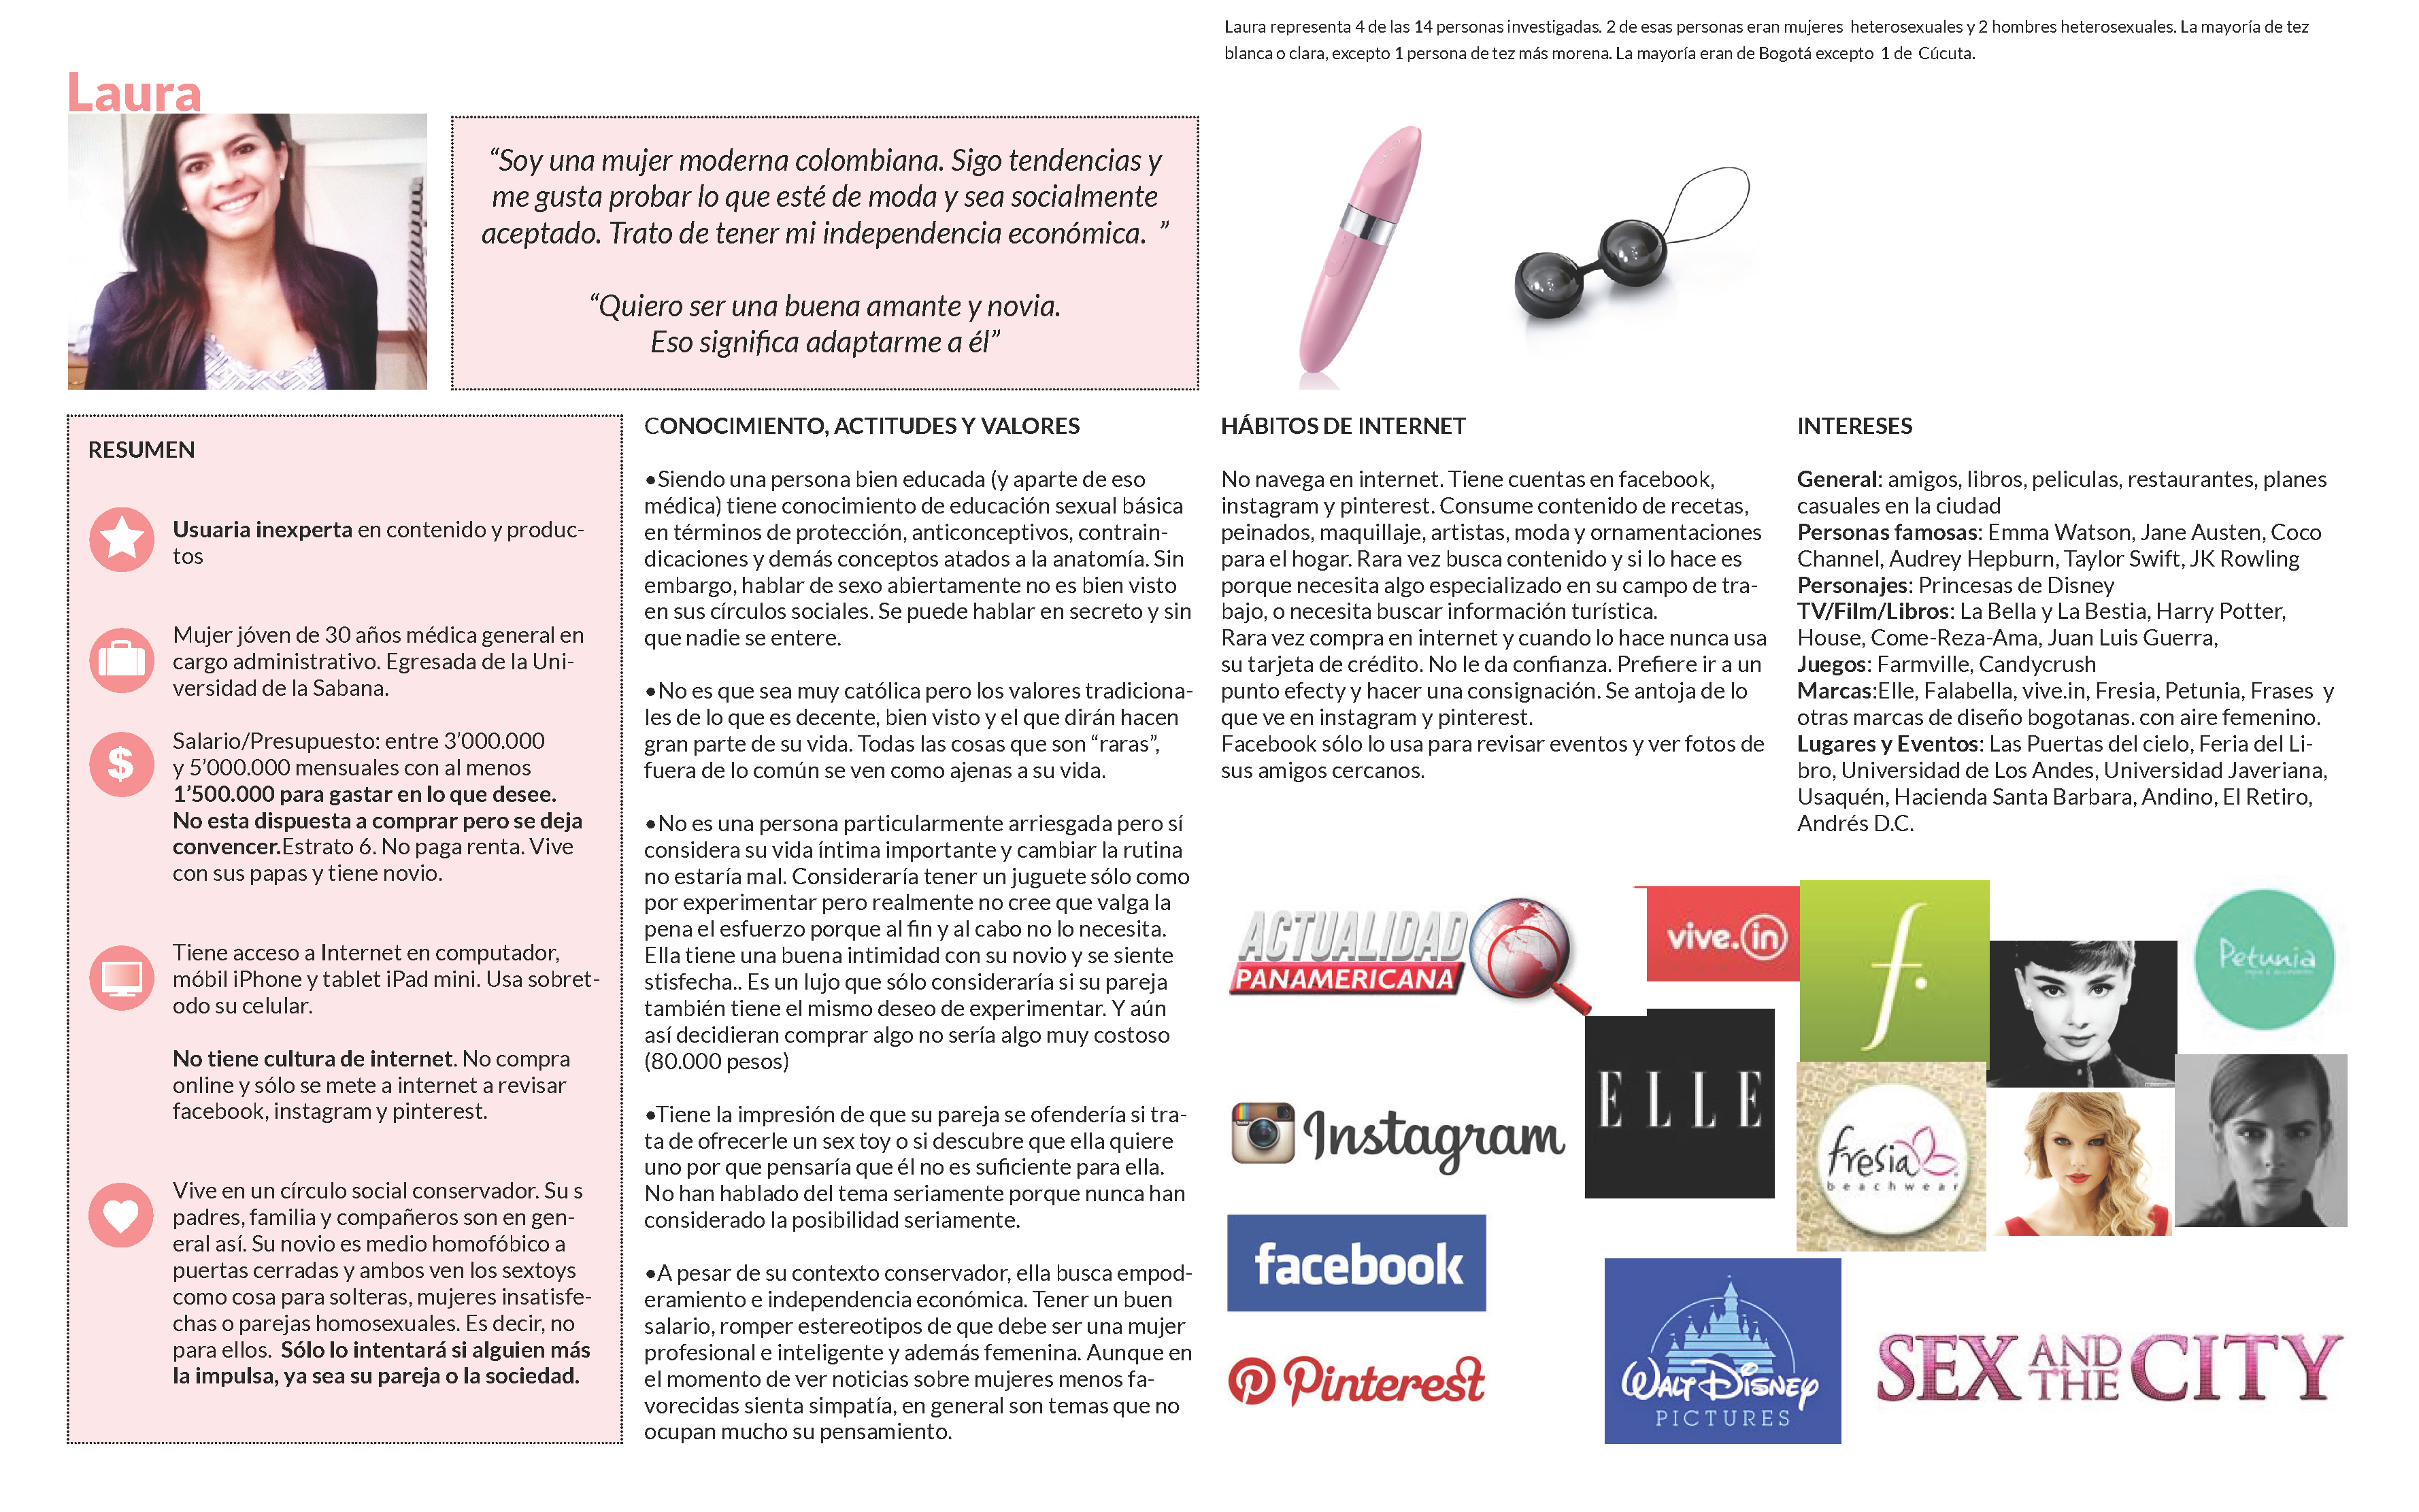 Laura representa 4 de las 14 personas investigadas. 2 de esas personas eran mujeres heterosexuales y 2 hombres heterosexuales. La mayoría de tez
blanca o clara, excepto 1 persona de tez más morena. La mayoría eran de Bogotá excepto 1 de Cúcuta.
Laura
“Soy una mujer moderna colombiana. Sigo tendencias y
me gusta probar lo que esté de moda y sea socialmente
aceptado. Trato de tener mi independencia económica. ”
“Quiero ser una buena amante y novia.
Eso significa adaptarme a él”
RESUMEN
Usuaria inexperta en contenido y produc-
tos
Mujer jóven de 30 años médica general en
cargo administrativo. Egresada de la Uni-
versidad de la Sabana.
$
Salario/Presupuesto: entre 3’000.000
y 5’000.000 mensuales con al menos
1’500.000 para gastar en lo que desee.
No esta dispuesta a comprar pero se deja
convencer.Estrato 6. No paga renta. Vive
con sus papas y tiene novio.
Tiene acceso a Internet en computador,
móbil iPhone y tablet iPad mini. Usa sobret-
odo su celular.
No tiene cultura de internet. No compra
online y sólo se mete a internet a revisar
facebook, instagram y pinterest.
Vive en un círculo social conservador. Su s
padres, familia y compañeros son en gen-
eral así. Su novio es medio homofóbico a
puertas cerradas y ambos ven los sextoys
como cosa para solteras, mujeres insatisfe-
chas o parejas homosexuales. Es decir, no
para ellos. Sólo lo intentará si alguien más
la impulsa, ya sea su pareja o la sociedad.
CONOCIMIENTO, ACTITUDES Y VALORES
•Siendo una persona bien educada (y aparte de eso
médica) tiene conocimiento de educación sexual básica
en términos de protección, anticonceptivos, contrain-
dicaciones y demás conceptos atados a la anatomía. Sin
embargo, hablar de sexo abiertamente no es bien visto
en sus círculos sociales. Se puede hablar en secreto y sin
que nadie se entere.
•No es que sea muy católica pero los valores tradiciona-
les de lo que es decente, bien visto y el que dirán hacen
gran parte de su vida. Todas las cosas que son “raras”,
fuera de lo común se ven como ajenas a su vida.
•No es una persona particularmente arriesgada pero sí
considera su vida íntima importante y cambiar la rutina
no estaría mal. Consideraría tener un juguete sólo como
por experimentar pero realmente no cree que valga la
pena el esfuerzo porque al fin y al cabo no lo necesita.
Ella tiene una buena intimidad con su novio y se siente
stisfecha.. Es un lujo que sólo consideraría si su pareja
también tiene el mismo deseo de experimentar. Y aún
así decidieran comprar algo no sería algo muy costoso
(80.000 pesos)
•Tiene la impresión de que su pareja se ofendería si tra-
ta de ofrecerle un sex toy o si descubre que ella quiere
uno por que pensaría que él no es suficiente para ella.
No han hablado del tema seriamente porque nunca han
considerado la posibilidad seriamente.
•A pesar de su contexto conservador, ella busca empod-
eramiento e independencia económica. Tener un buen
salario, romper estereotipos de que debe ser una mujer
profesional e inteligente y además femenina. Aunque en
el momento de ver noticias sobre mujeres menos fa-
vorecidas sienta simpatía, en general son temas que no
ocupan mucho su pensamiento.
HÁBITOS DE INTERNET
No navega en internet. Tiene cuentas en facebook,
instagram y pinterest. Consume contenido de recetas,
peinados, maquillaje, artistas, moda y ornamentaciones
para el hogar. Rara vez busca contenido y si lo hace es
porque necesita algo especializado en su campo de tra-
bajo, o necesita buscar información turística.
Rara vez compra en internet y cuando lo hace nunca usa
su tarjeta de crédito. No le da confianza. Prefiere ir a un
punto efecty y hacer una consignación. Se antoja de lo
que ve en instagram y pinterest.
Facebook sólo lo usa para revisar eventos y ver fotos de
sus amigos cercanos.
INTERESES
General: amigos, libros, peliculas, restaurantes, planes
casuales en la ciudad
Personas famosas: Emma Watson, Jane Austen, Coco
Channel, Audrey Hepburn, Taylor Swift, JK Rowling
Personajes: Princesas de Disney
TV/Film/Libros: La Bella y La Bestia, Harry Potter,
House, Come-Reza-Ama, Juan Luis Guerra,
Juegos: Farmville, Candycrush
Marcas:Elle, Falabella, vive.in, Fresia, Petunia, Frases y
otras marcas de diseño bogotanas. con aire femenino.
Lugares y Eventos: Las Puertas del cielo, Feria del Li-
bro, Universidad de Los Andes, Universidad Javeriana,
Usaquén, Hacienda Santa Barbara, Andino, El Retiro,
Andrés D.C.
ACTUALIDAD
PANAMERICANA
vive.in
f.
Petunia
ELLE
Instagram
fresia
beachwear
facebook
Pinterest
WALT DISNEY
PICTURES
SEX AND THE CITY